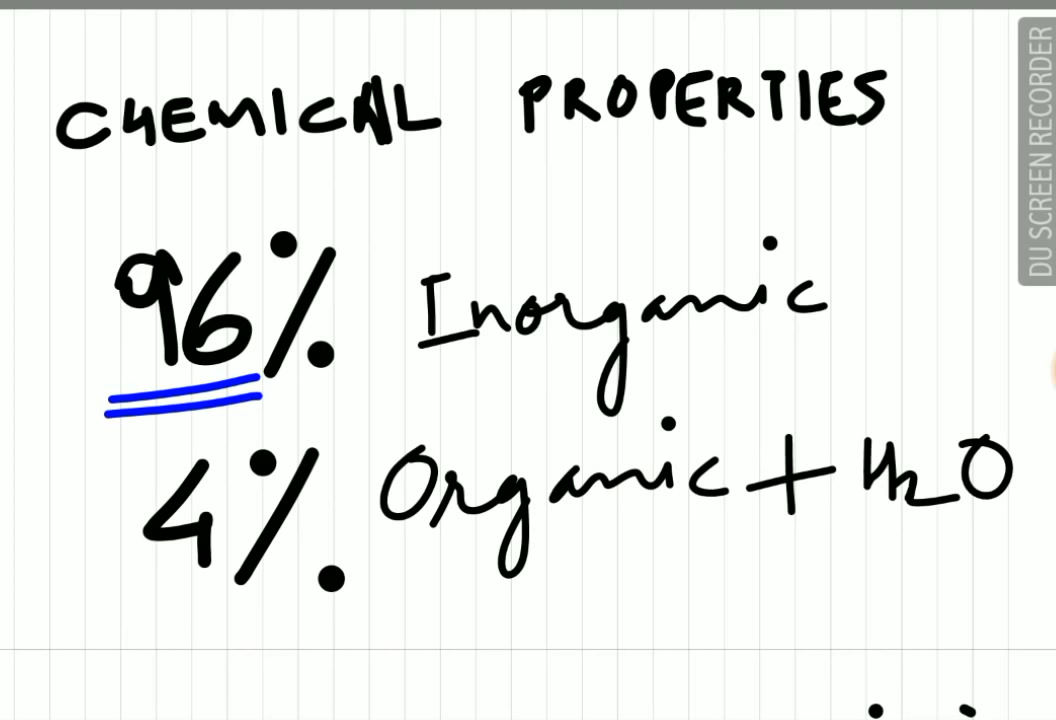 CHEMICAL PROPERTIES
96% Inorganic
4% Organic + H2O
DU SCREEN RECORDER